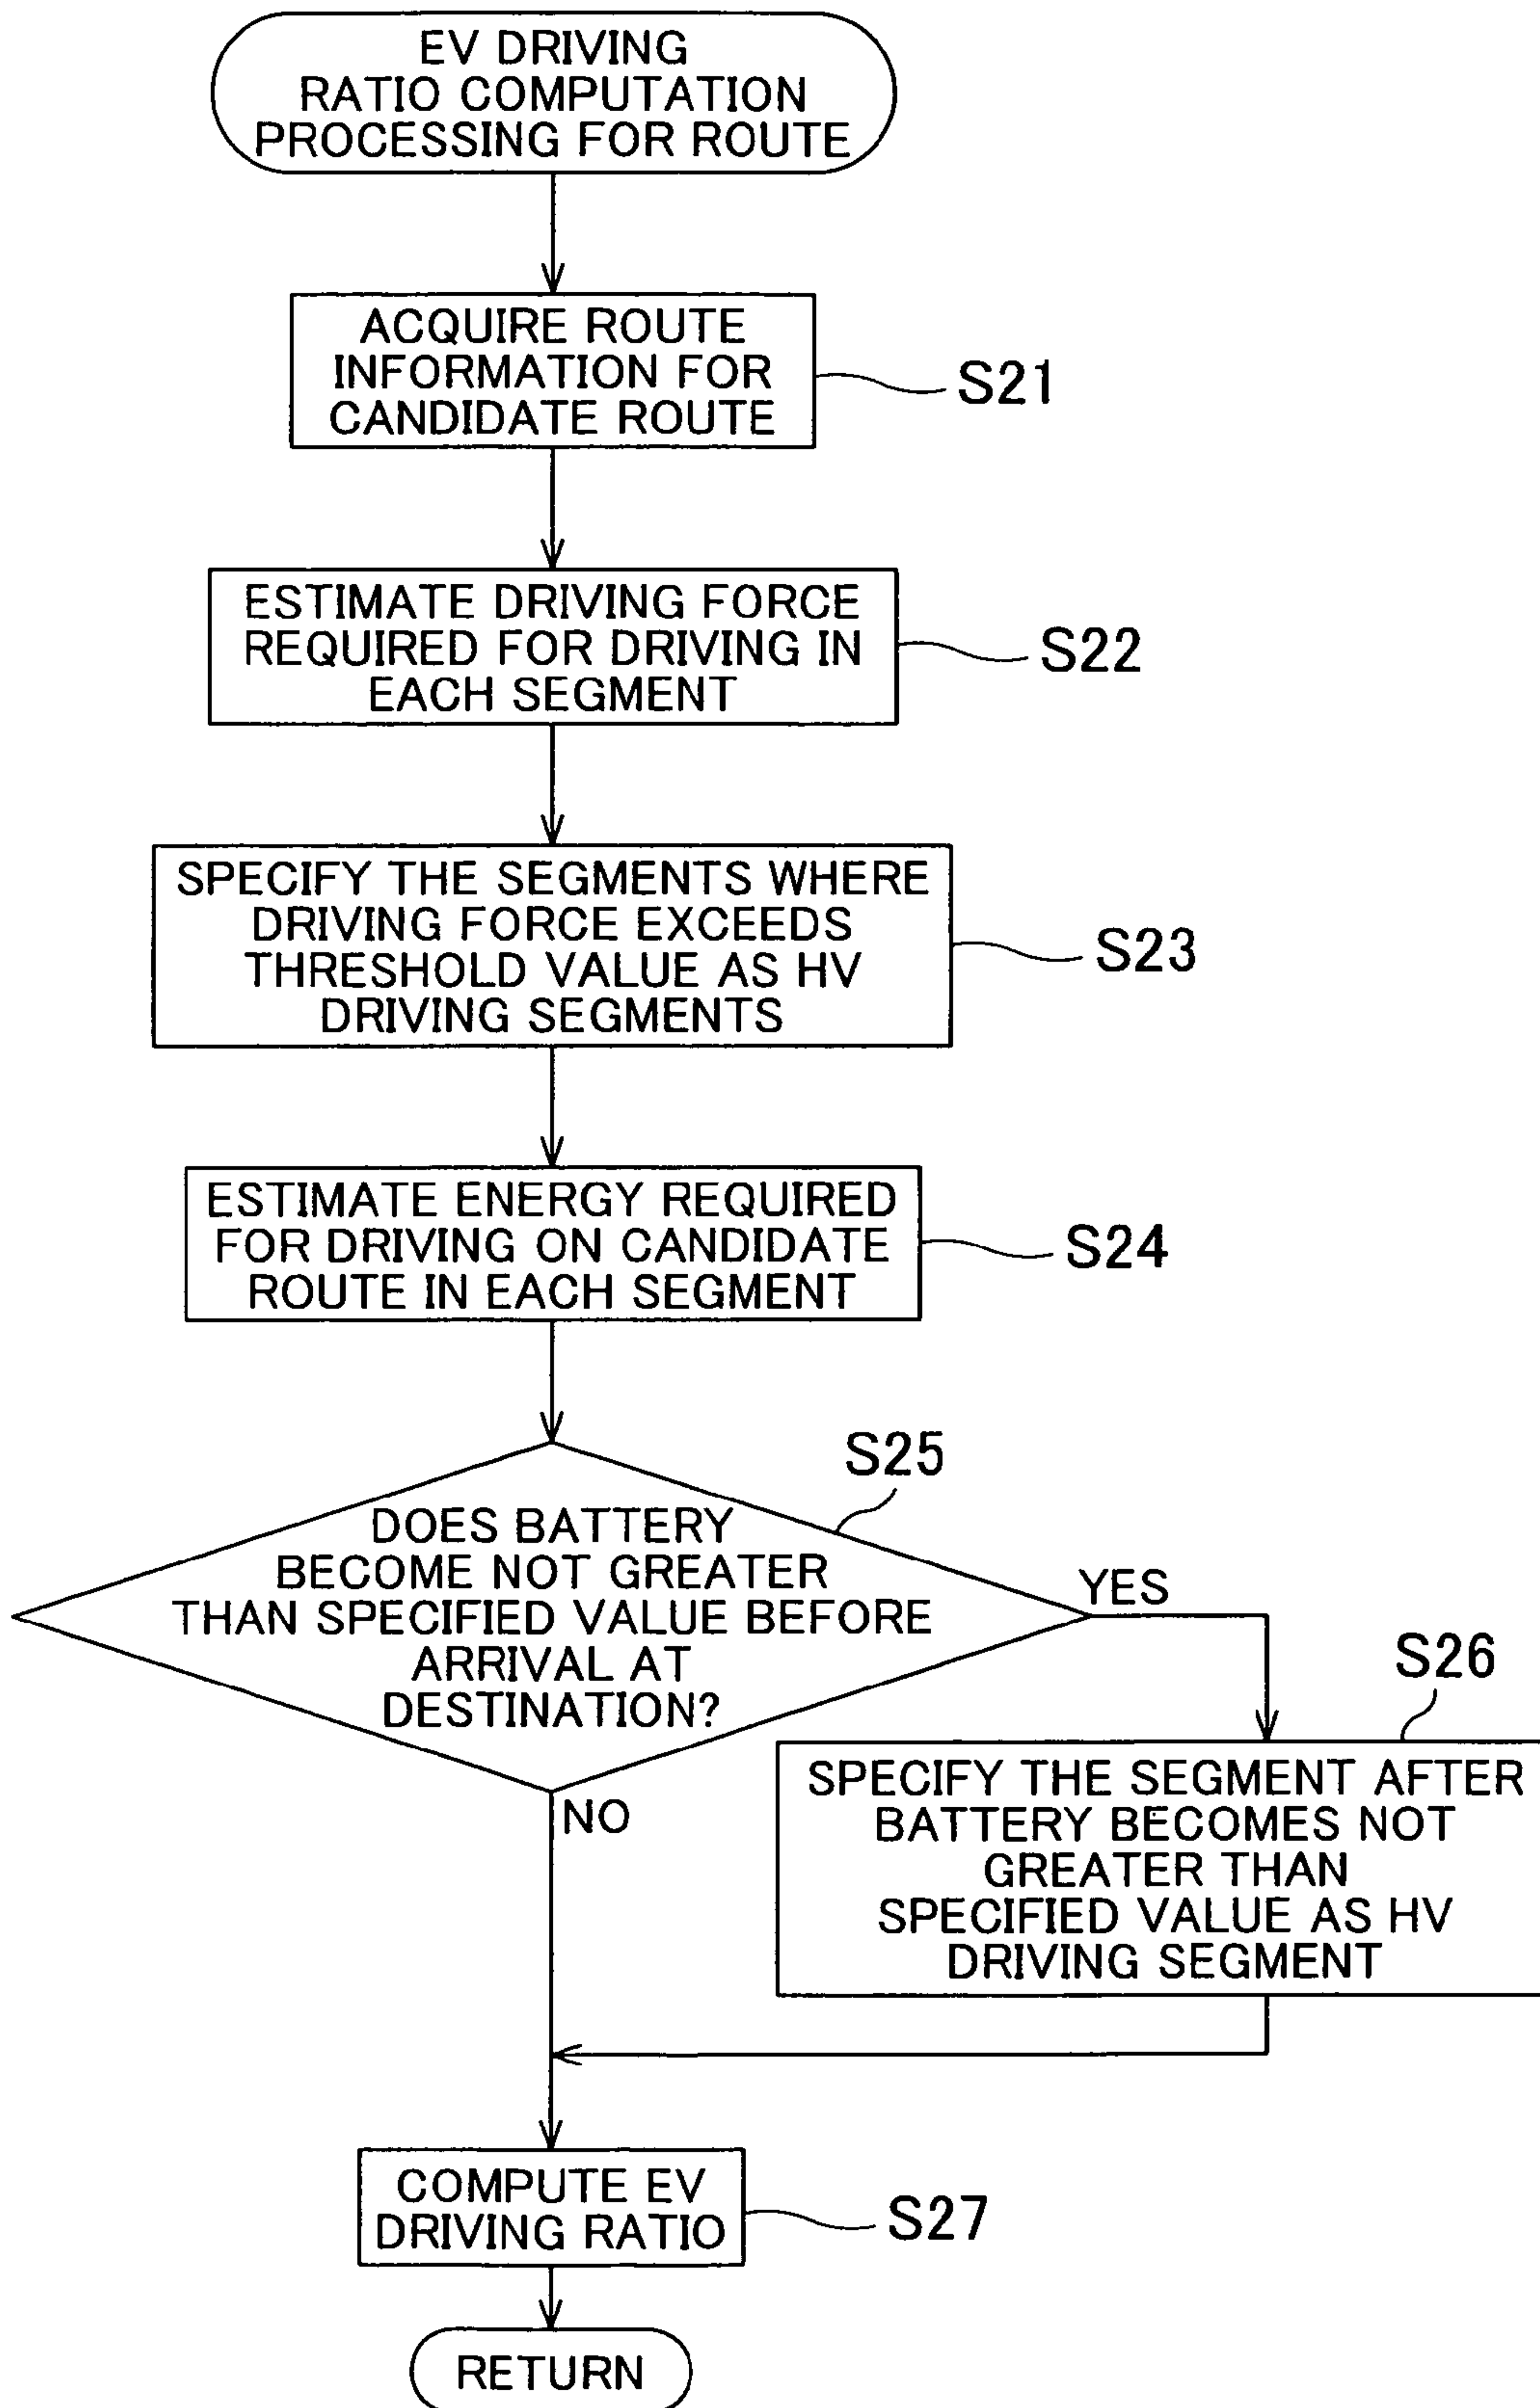 EV DRIVING
RATIO COMPUTATION
PROCESSING FOR ROUTE
ACQUIRE ROUTE
INFORMATION FOR
CANDIDATE ROUTE
S21
ESTIMATE DRIVING FORCE
REQUIRED FOR DRIVING IN
EACH SEGMENT
S22
SPECIFY THE SEGMENTS WHERE
DRIVING FORCE EXCEEDS
THRESHOLD VALUE AS HV
DRIVING SEGMENTS
S23
ESTIMATE ENERGY REQUIRED
FOR DRIVING ON CANDIDATE
ROUTE IN EACH SEGMENT
S24
S25
DOES BATTERY
BECOME NOT GREATER
THAN SPECIFIED VALUE BEFORE
ARRIVAL AT
DESTINATION?
YES
NO
S26
SPECIFY THE SEGMENT AFTER
BATTERY BECOMES NOT
GREATER THAN
SPECIFIED VALUE AS HV
DRIVING SEGMENT
COMPUTE EV
DRIVING RATIO
S27
RETURN